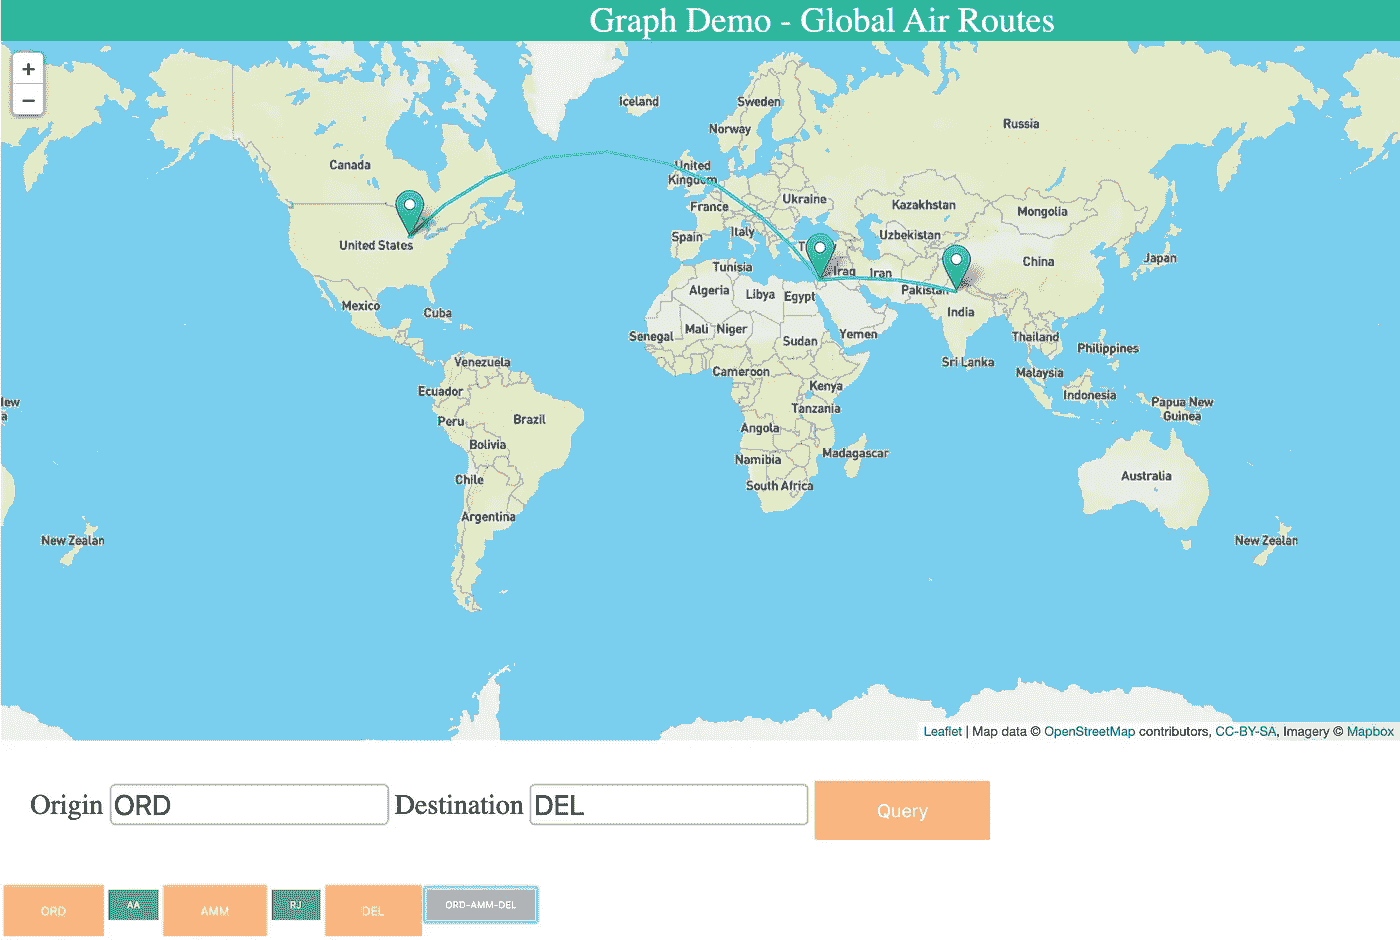 Graph Demo - Global Air Routes
+
−
Iceland
Sweden
Norway
Russia
Canada
United
Kingdom
Ukraine
Kazakhstan
Mongolia
France
Uzbekistan
Italy
Spain
United States
Japan
China
Tunisia
Iraq
Iran
Algeria
Libya
Egypt
Pakistan
Mexico
Cuba
India
Mali
Niger
Senegal
Sudan
Yemen
Thailand
Philippines
Venezuela
Cameroon
Sri Lanka
Malaysia
Ecuador
Kenya
Indonesia
Papua New
Guinea
Tanzania
Peru
Brazil
Angola
Bolivia
Namibia
Madagascar
Chile
South Africa
Australia
Argentina
New Zealan
New Zealan
Leaflet | Map data © OpenStreetMap contributors, CC-BY-SA, Imagery © Mapbox
Origin ORD Destination DEL Query
ORD AA AMM RJ DEL ORD-AMM-DEL